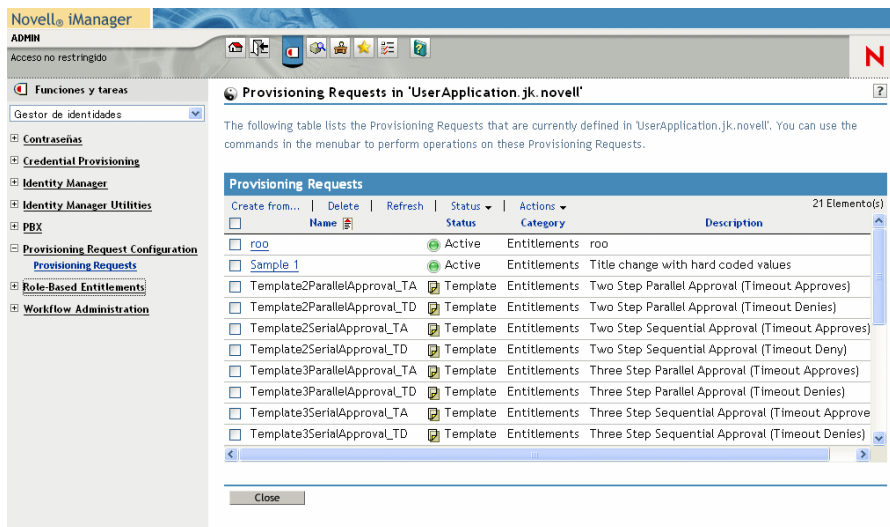 Novell® iManager
ADMIN
Acceso no restringido
N
Funciones y tareas
Gestor de identidades
Contraseñas
Credential Provisioning
Identity Manager
Identity Manager Utilities
PBX
Provisioning Request Configuration
Provisioning Requests
Role-Based Entitlements
Workflow Administration
Provisioning Requests in 'UserApplication.jk.novell'
?
The following table lists the Provisioning Requests that are currently defined in 'UserApplication.jk.novell'. You can use the
commands in the menubar to perform operations on these Provisioning Requests.
Provisioning Requests
Create from... | Delete | Refresh | Status | Actions 21 Elemento(s)
Name Status Category Description
roo Active Entitlements roo
Sample 1 Active Entitlements Title change with hard coded values
Template2ParallelApproval_TA Template Entitlements Two Step Parallel Approval (Timeout Approves)
Template2ParallelApproval_TD Template Entitlements Two Step Parallel Approval (Timeout Denies)
Template2SerialApproval_TA Template Entitlements Two Step Sequential Approval (Timeout Approves)
Template2SerialApproval_TD Template Entitlements Two Step Sequential Approval (Timeout Deny)
Template3ParallelApproval_TA Template Entitlements Three Step Parallel Approval (Timeout Approves)
Template3ParallelApproval_TD Template Entitlements Three Step Parallel Approval (Timeout Denies)
Template3SerialApproval_TA Template Entitlements Three Step Sequential Approval (Timeout Approve
Template3SerialApproval_TD Template Entitlements Three Step Sequential Approval (Timeout Denies)
Close